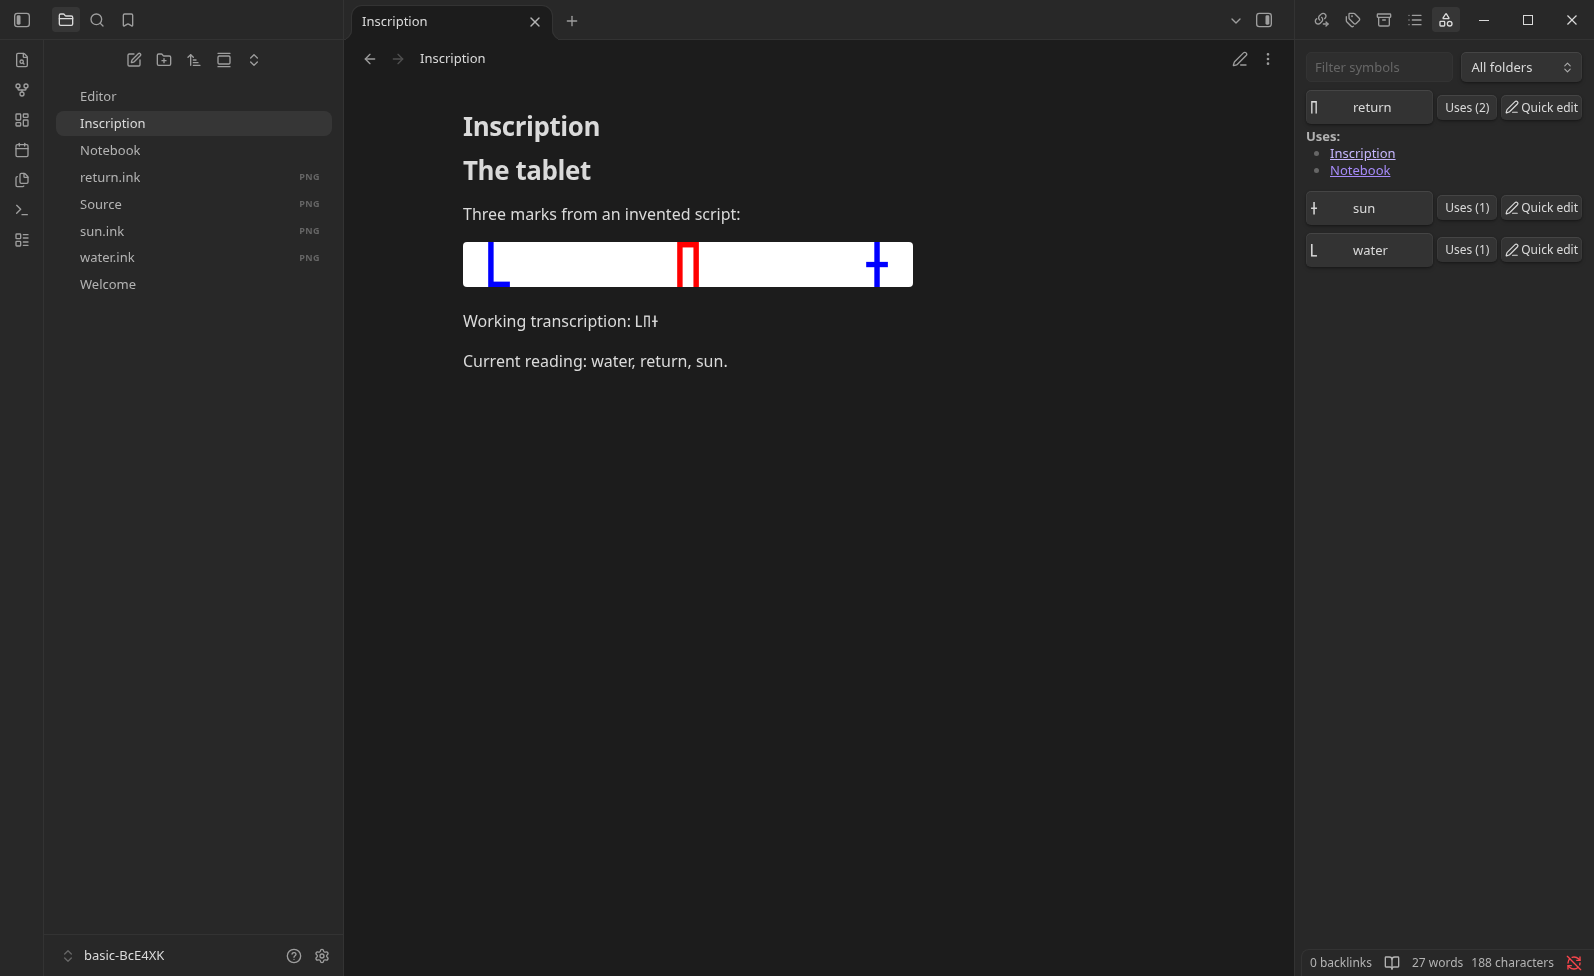 Inscription
Editor
Inscription
Notebook
return.ink PNG
Source PNG
sun.ink PNG
water.ink PNG
Welcome
basic-BcE4XK
Inscription
Inscription
The tablet
Three marks from an invented script:
Working transcription:
Current reading: water, return, sun.
Filter symbols All folders
return Uses (2) Quick edit
Uses:
Inscription
Notebook
sun Uses (1) Quick edit
water Uses (1) Quick edit
0 backlinks 27 words 188 characters